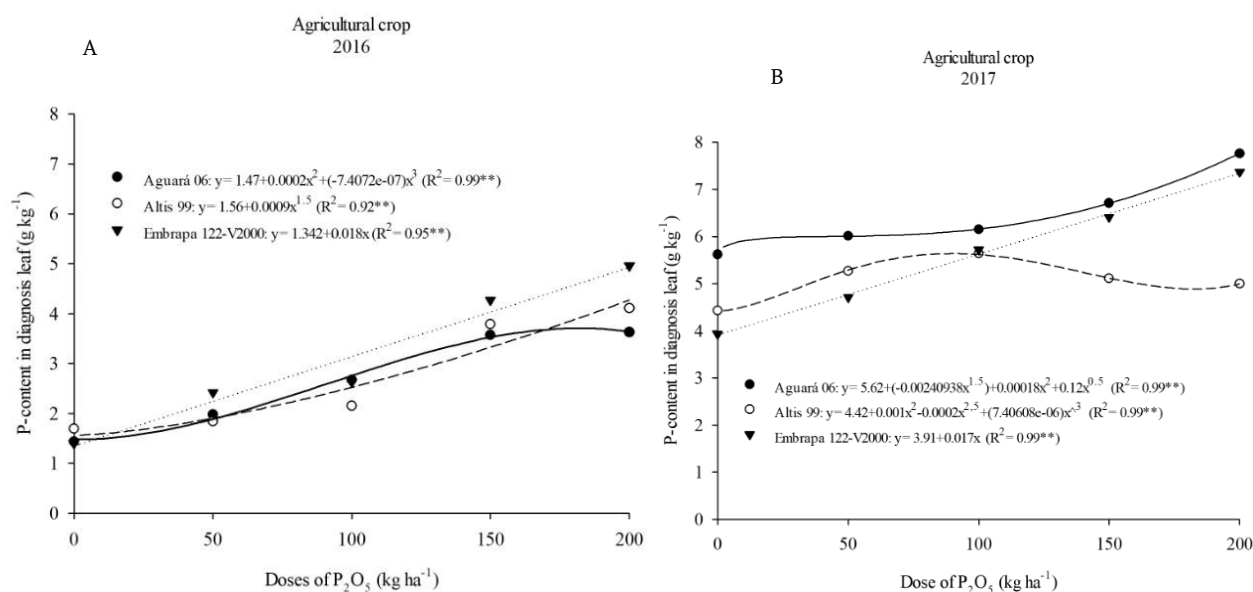 A
Agricultural crop
2016
P-content in diagnosis leaf (g kg⁻¹)
8
7
6
5
4
3
2
1
0
Aguará 06: y= 1.47+0.0002x²+(-7.4072e-07)x³ (R²= 0.99**)
Altis 99: y= 1.56+0.0009x^1.5 (R²= 0.92**)
Embrapa 122-V2000: y= 1.342+0.018x (R²= 0.95**)
0 50 100 150 200
Doses of P₂O₅ (kg ha⁻¹)
B
Agricultural crop
2017
P-content in diagnosis leaf (g kg⁻¹)
8
7
6
5
4
3
2
1
0
Aguará 06: y= 5.62+(-0.00240938x^1.5)+0.00018x²+0.12x^0.5 (R²= 0.99**)
Altis 99: y= 4.42+0.001x²-0.0002x^2.5+(7.40608e-06)x^^3 (R²= 0.99**)
Embrapa 122-V2000: y= 3.91+0.017x (R²= 0.99**)
0 50 100 150 200
Dose of P₂O₅ (kg ha⁻¹)